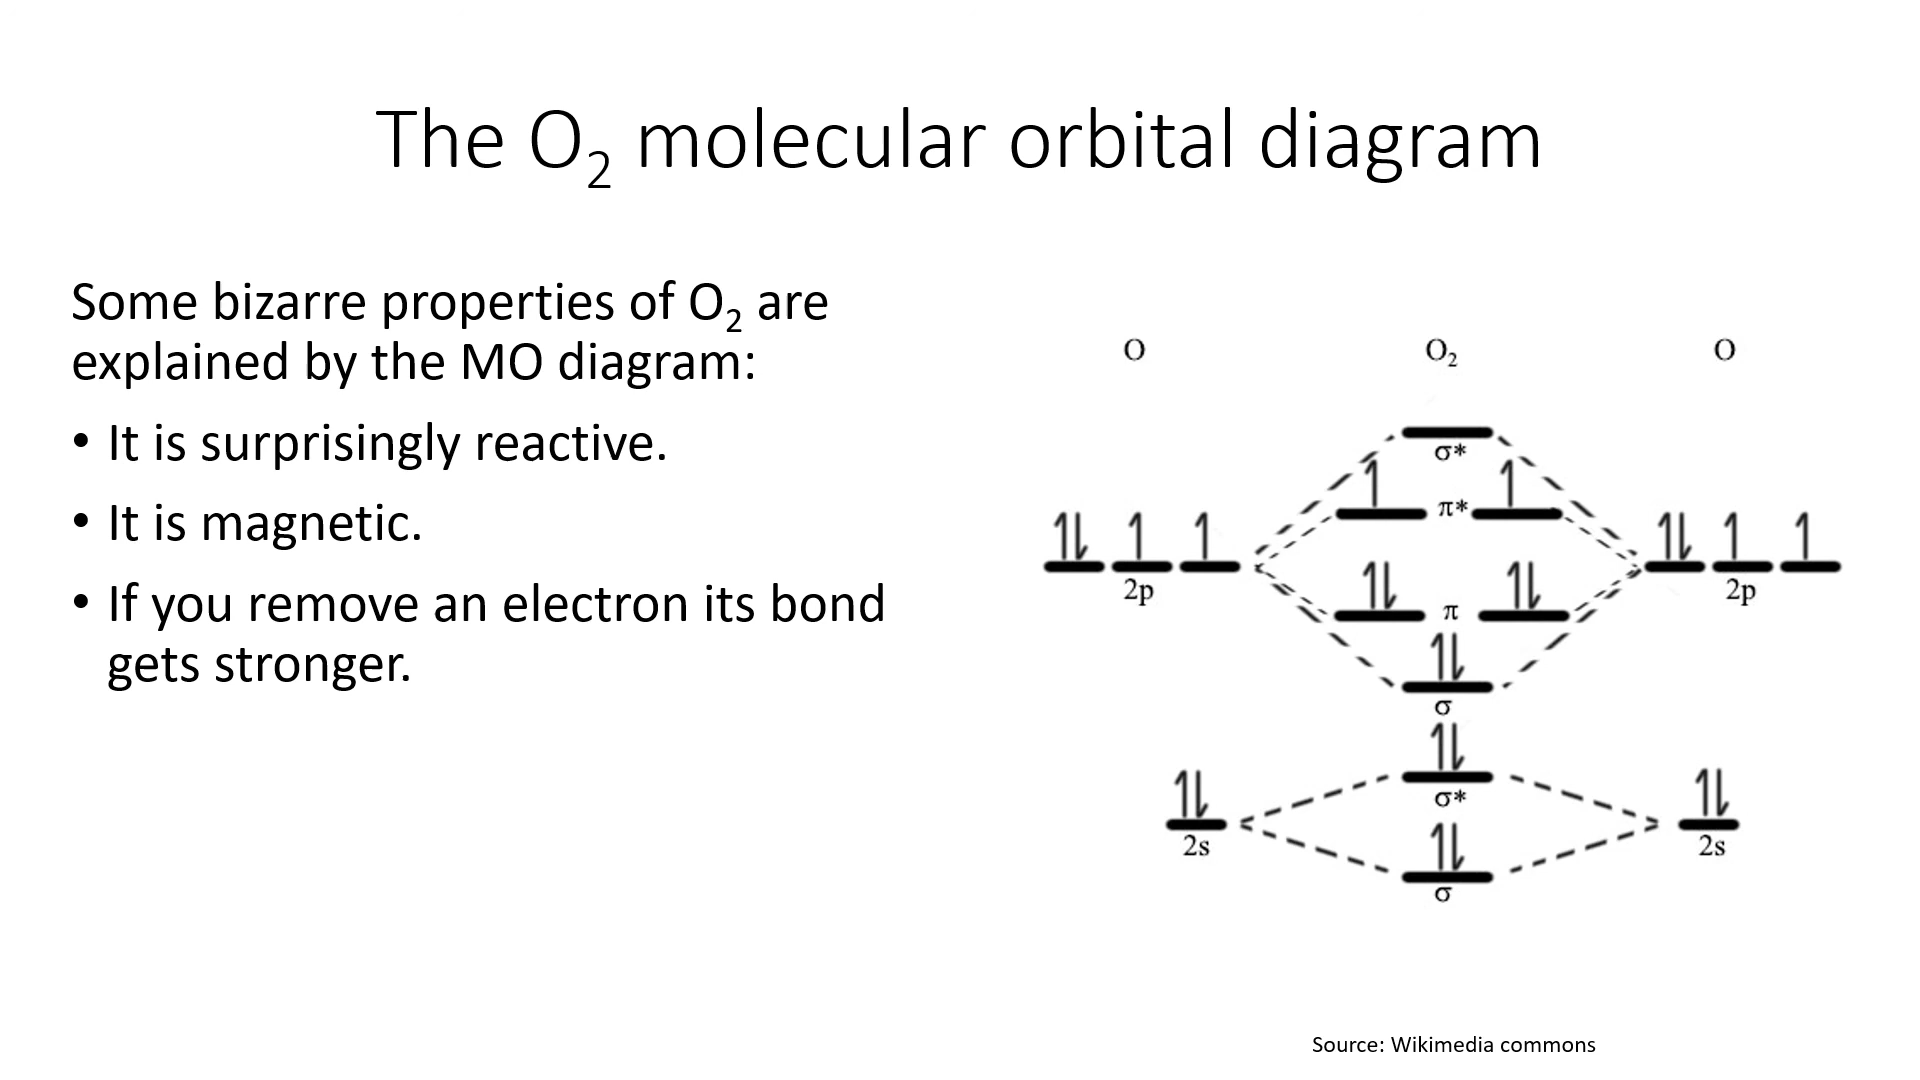 The O₂ molecular orbital diagram
Some bizarre properties of O₂ are
explained by the MO diagram:
• It is surprisingly reactive.
• It is magnetic.
• If you remove an electron its bond
gets stronger.
O O₂ O
σ*
π*
2p 2p
π
σ
σ*
2s 2s
σ
Source: Wikimedia commons